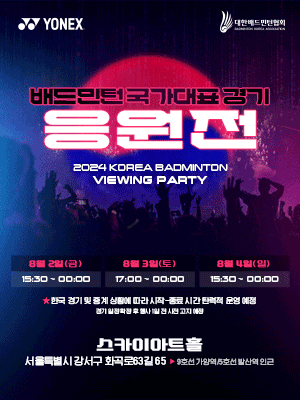 YONEX
대한배드민턴협회
BADMINTON KOREA ASSOCIATION
배드민턴 국가대표 경기
응원전
2024 KOREA BADMINTON
VIEWING PARTY
8월 2일(금)
15:30 ~ 00:00
8월 3일(토)
17:00 ~ 00:00
8월 4일(일)
15:30 ~ 00:00
★한국 경기 및 중계 상황에 따라 시작-종료 시간 탄력적 운영 예정
경기 일정 확정 후 행사 1일 전 사전 고지 예정
스카이아트홀
서울특별시 강서구 화곡로63길 65 ▶ 9호선 가양역/5호선 발산역 인근